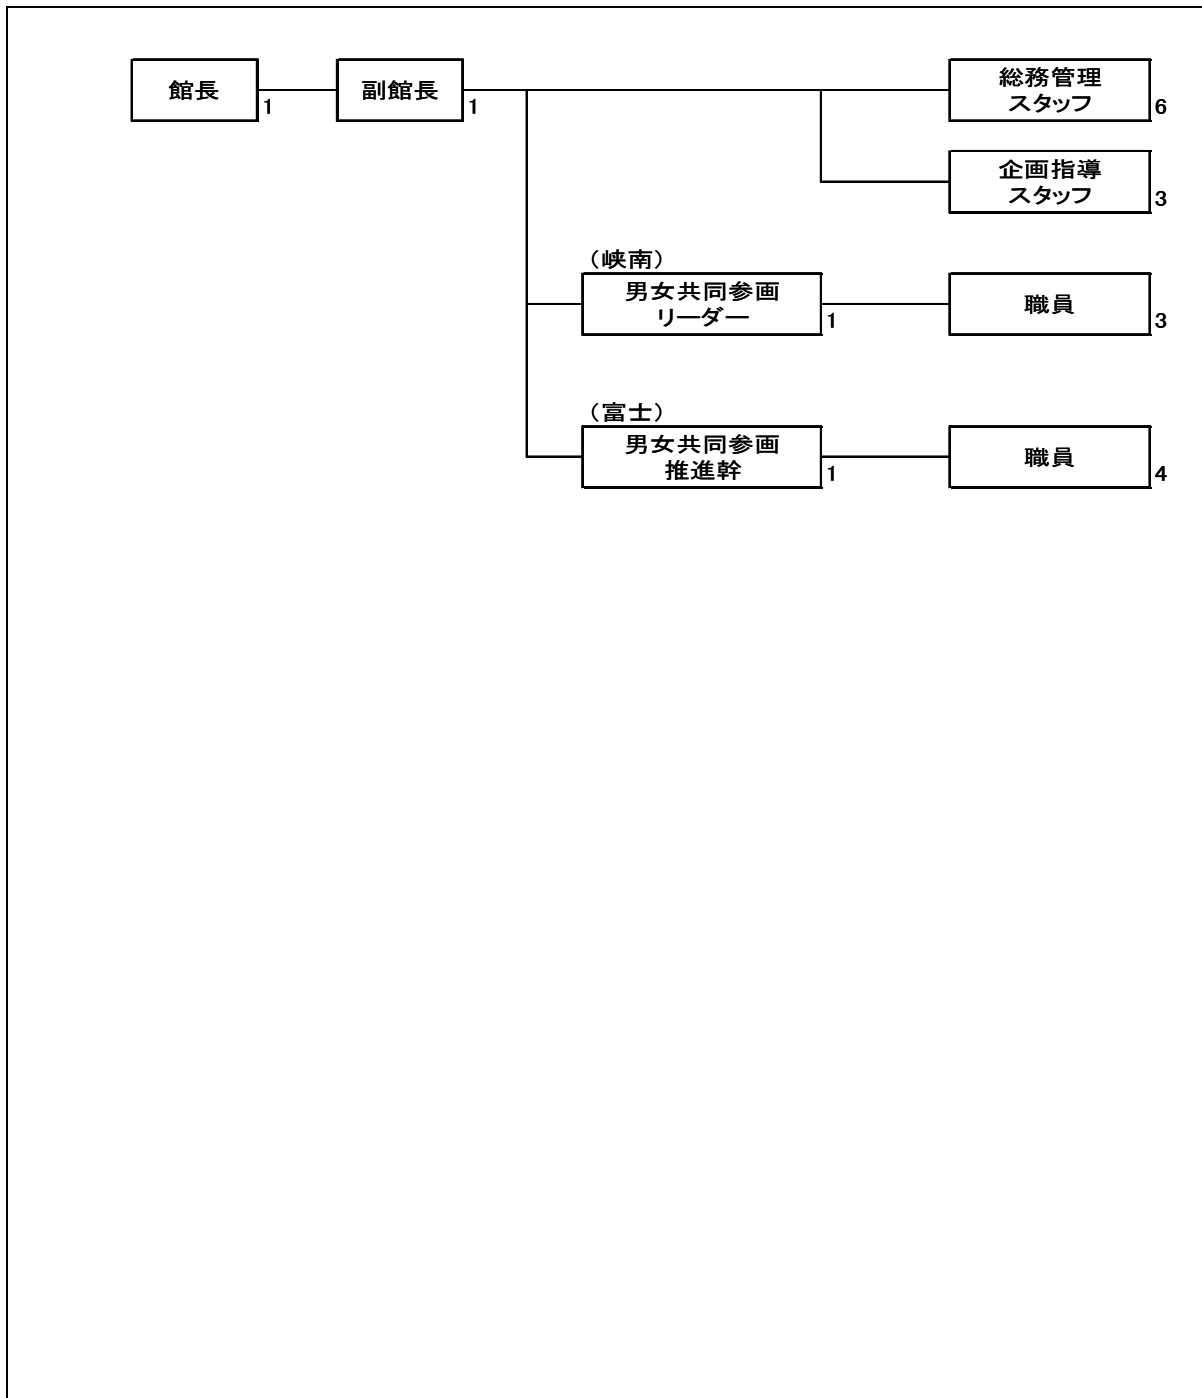 館長
1
副館長
1
総務管理
スタッフ
6
企画指導
スタッフ
3
（峡南）
男女共同参画
リーダー
1
職員
3
（富士）
男女共同参画
推進幹
1
職員
4